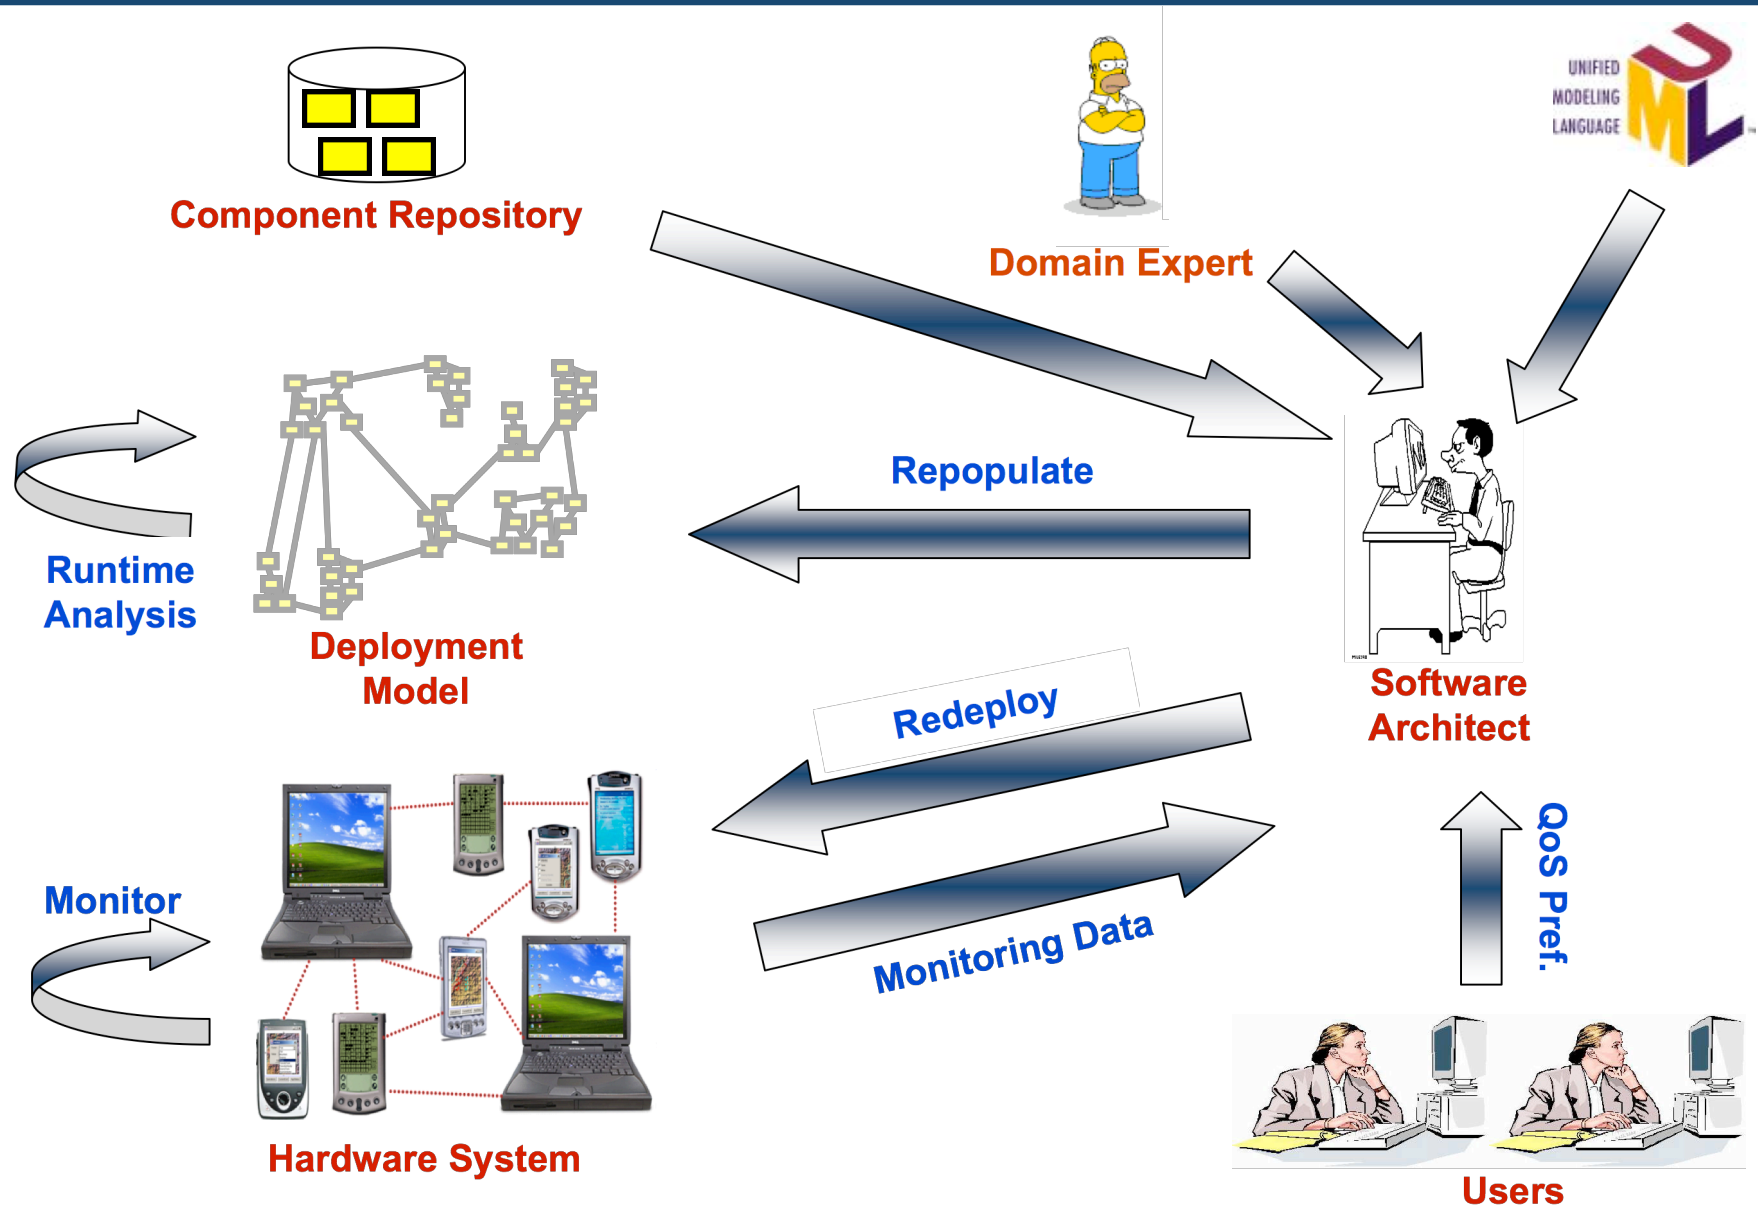 UNIFIED
MODELING
LANGUAGE
UML
Component Repository
Domain Expert
Repopulate
Runtime
Analysis
Deployment
Model
Software
Architect
Redeploy
Monitor
Monitoring Data
QoS Pref.
Hardware System
Users